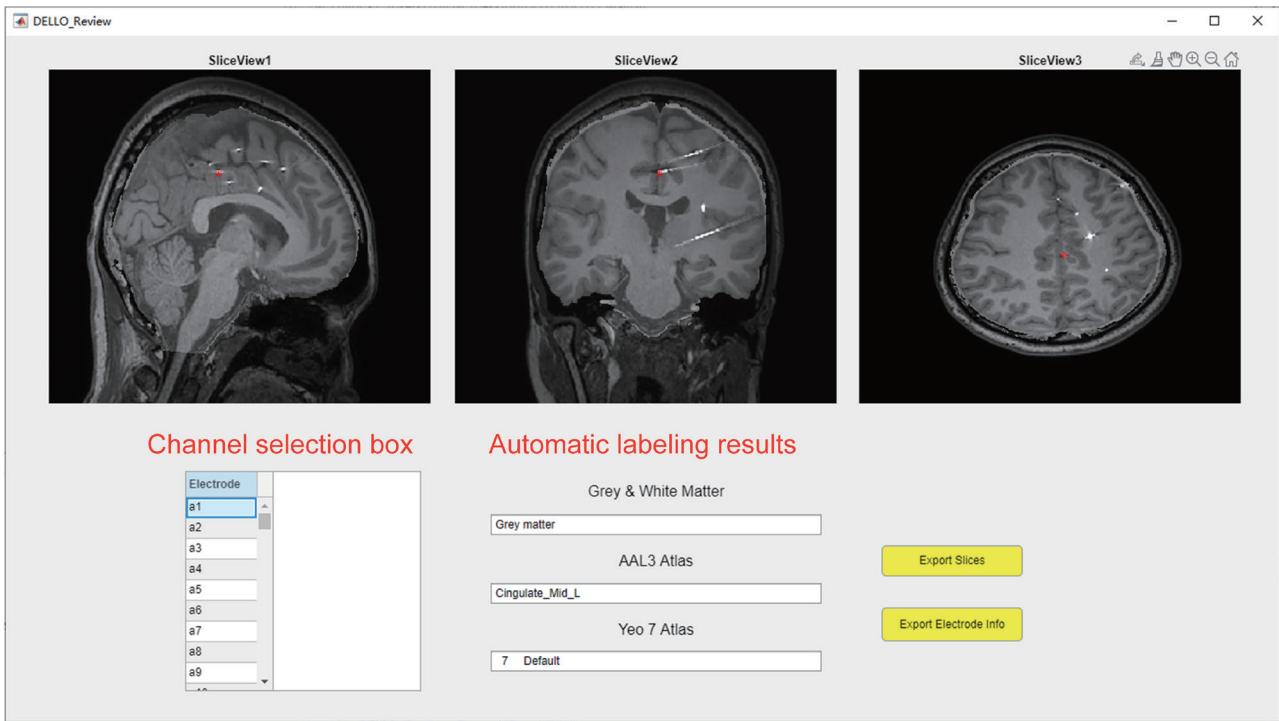 DELLO_Review
SliceView1
SliceView2
SliceView3
Channel selection box
Automatic labeling results
Electrode
a1
a2
a3
a4
a5
a6
a7
a8
a9
Grey & White Matter
Grey matter
AAL3 Atlas
Cingulate_Mid_L
Yeo 7 Atlas
7 Default
Export Slices
Export Electrode Info